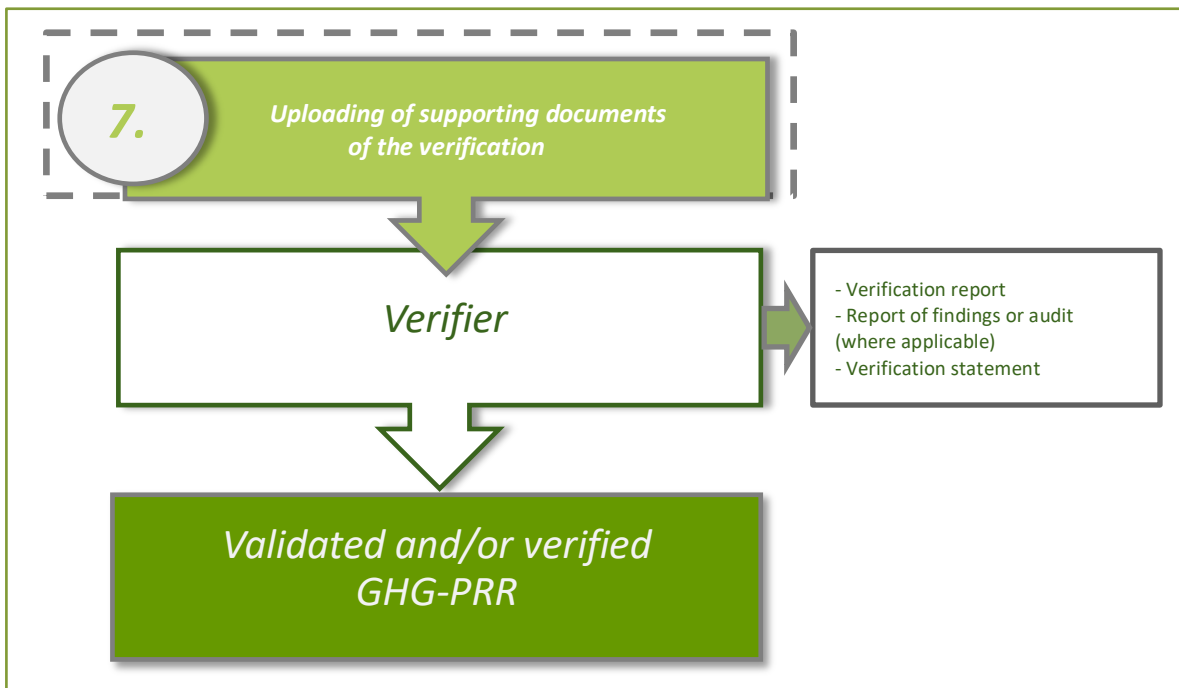 7.
Uploading of supporting documents
of the verification
Verifier
- Verification report
- Report of findings or audit
(where applicable)
- Verification statement
Validated and/or verified
GHG-PRR